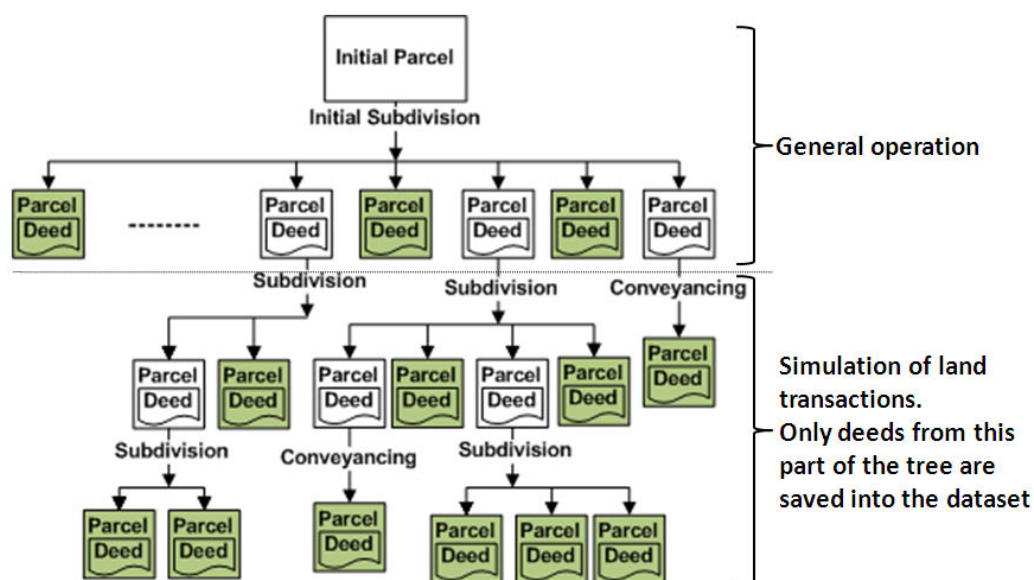 Initial Parcel
Initial Subdivision
General operation
Parcel
Deed
Parcel
Deed
Parcel
Deed
Parcel
Deed
Parcel
Deed
Parcel
Deed
Subdivision
Subdivision
Conveyancing
Parcel
Deed
Parcel
Deed
Parcel
Deed
Parcel
Deed
Parcel
Deed
Parcel
Deed
Parcel
Deed
Simulation of land
transactions.
Only deeds from this
part of the tree are
saved into the dataset
Subdivision
Conveyancing
Subdivision
Parcel
Deed
Parcel
Deed
Parcel
Deed
Parcel
Deed
Parcel
Deed
Parcel
Deed